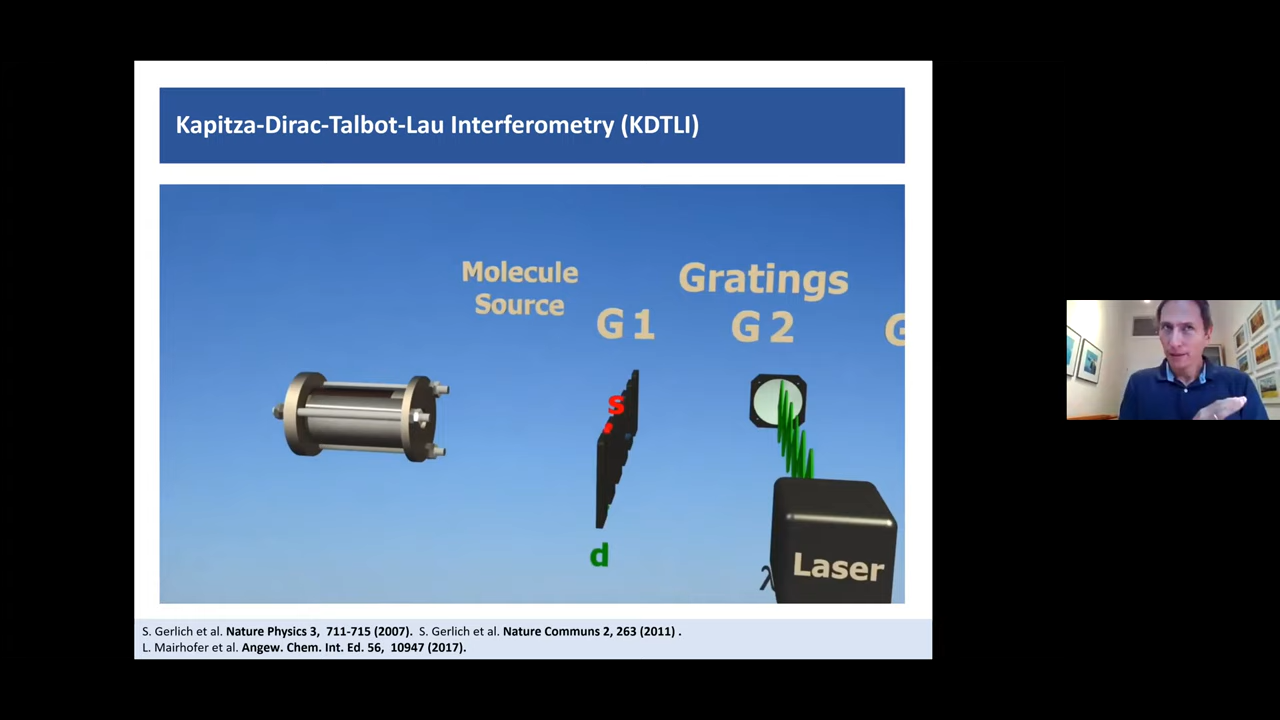 Kapitza-Dirac-Talbot-Lau Interferometry (KDTLI)
Molecule
Source
Gratings
G 1
G 2
G
s
d
λ
Laser
S. Gerlich et al. Nature Physics 3, 711-715 (2007). S. Gerlich et al. Nature Communs 2, 263 (2011) .
L. Mairhofer et al. Angew. Chem. Int. Ed. 56, 10947 (2017).